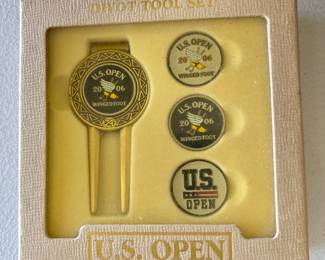 DIVOT TOOL SET
U.S. OPEN
20 06
WINGED FOOT
U.S. OPEN
20 06
WINGED FOOT
U.S. OPEN
20 06
WINGED FOOT
U.S.
OPEN
U.S. OPEN